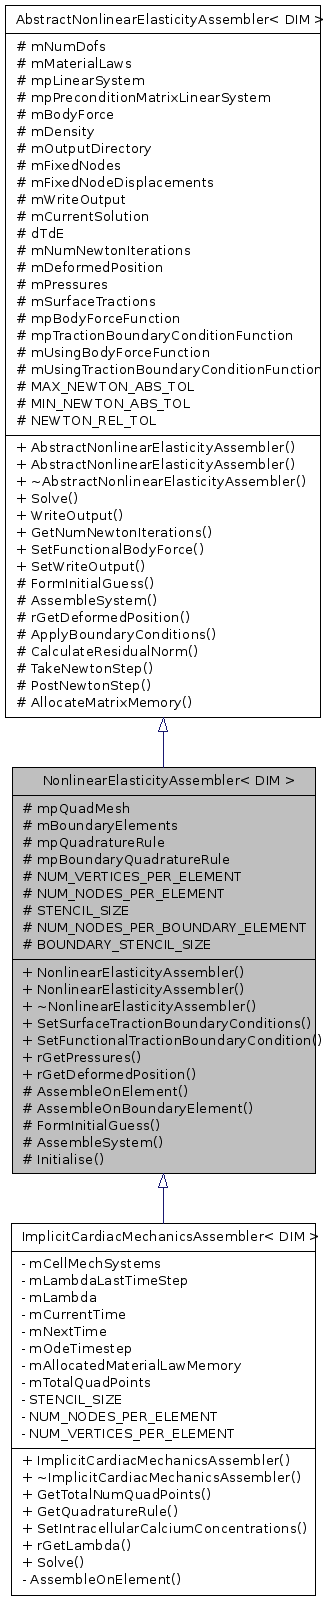 AbstractNonlinearElasticityAssembler< DIM >
# mNumDofs
# mMaterialLaws
# mpLinearSystem
# mpPreconditionMatrixLinearSystem
# mBodyForce
# mDensity
# mOutputDirectory
# mFixedNodes
# mFixedNodeDisplacements
# mWriteOutput
# mCurrentSolution
# dTdE
# mNumNewtonIterations
# mDeformedPosition
# mPressures
# mSurfaceTractions
# mpBodyForceFunction
# mpTractionBoundaryConditionFunction
# mUsingBodyForceFunction
# mUsingTractionBoundaryConditionFunction
# MAX_NEWTON_ABS_TOL
# MIN_NEWTON_ABS_TOL
# NEWTON_REL_TOL
+ AbstractNonlinearElasticityAssembler()
+ AbstractNonlinearElasticityAssembler()
+ ~AbstractNonlinearElasticityAssembler()
+ Solve()
+ WriteOutput()
+ GetNumNewtonIterations()
+ SetFunctionalBodyForce()
+ SetWriteOutput()
# FormInitialGuess()
# AssembleSystem()
# rGetDeformedPosition()
# ApplyBoundaryConditions()
# CalculateResidualNorm()
# TakeNewtonStep()
# PostNewtonStep()
# AllocateMatrixMemory()
NonlinearElasticityAssembler< DIM >
# mpQuadMesh
# mBoundaryElements
# mpQuadratureRule
# mpBoundaryQuadratureRule
# NUM_VERTICES_PER_ELEMENT
# NUM_NODES_PER_ELEMENT
# STENCIL_SIZE
# NUM_NODES_PER_BOUNDARY_ELEMENT
# BOUNDARY_STENCIL_SIZE
+ NonlinearElasticityAssembler()
+ NonlinearElasticityAssembler()
+ ~NonlinearElasticityAssembler()
+ SetSurfaceTractionBoundaryConditions()
+ SetFunctionalTractionBoundaryCondition()
+ rGetPressures()
+ rGetDeformedPosition()
# AssembleOnElement()
# AssembleOnBoundaryElement()
# FormInitialGuess()
# AssembleSystem()
# Initialise()
ImplicitCardiacMechanicsAssembler< DIM >
- mCellMechSystems
- mLambdaLastTimeStep
- mLambda
- mCurrentTime
- mNextTime
- mOdeTimestep
- mAllocatedMaterialLawMemory
- mTotalQuadPoints
- STENCIL_SIZE
- NUM_NODES_PER_ELEMENT
- NUM_VERTICES_PER_ELEMENT
+ ImplicitCardiacMechanicsAssembler()
+ ~ImplicitCardiacMechanicsAssembler()
+ GetTotalNumQuadPoints()
+ GetQuadratureRule()
+ SetIntracellularCalciumConcentrations()
+ rGetLambda()
+ Solve()
- AssembleOnElement()